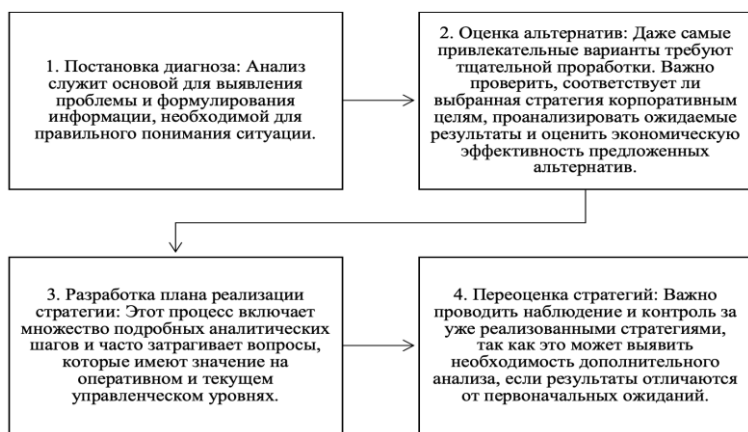 1. Постановка диагноза: Анализ
служит основой для выявления
проблемы и формулирования
информации, необходимой для
правильного понимания ситуации.
2. Оценка альтернатив: Даже самые
привлекательные варианты требуют
тщательной проработки. Важно
проверить, соответствует ли
выбранная стратегия корпоративным
целям, проанализировать ожидаемые
результаты и оценить экономическую
эффективность предложенных
альтернатив.
3. Разработка плана реализации
стратегии: Этот процесс включает
множество подробных аналитических
шагов и часто затрагивает вопросы,
которые имеют значение на
оперативном и текущем
управленческом уровнях.
4. Переоценка стратегий: Важно
проводить наблюдение и контроль за
уже реализованными стратегиями,
так как это может выявить
необходимость дополнительного
анализа, если результаты отличаются
от первоначальных ожиданий.